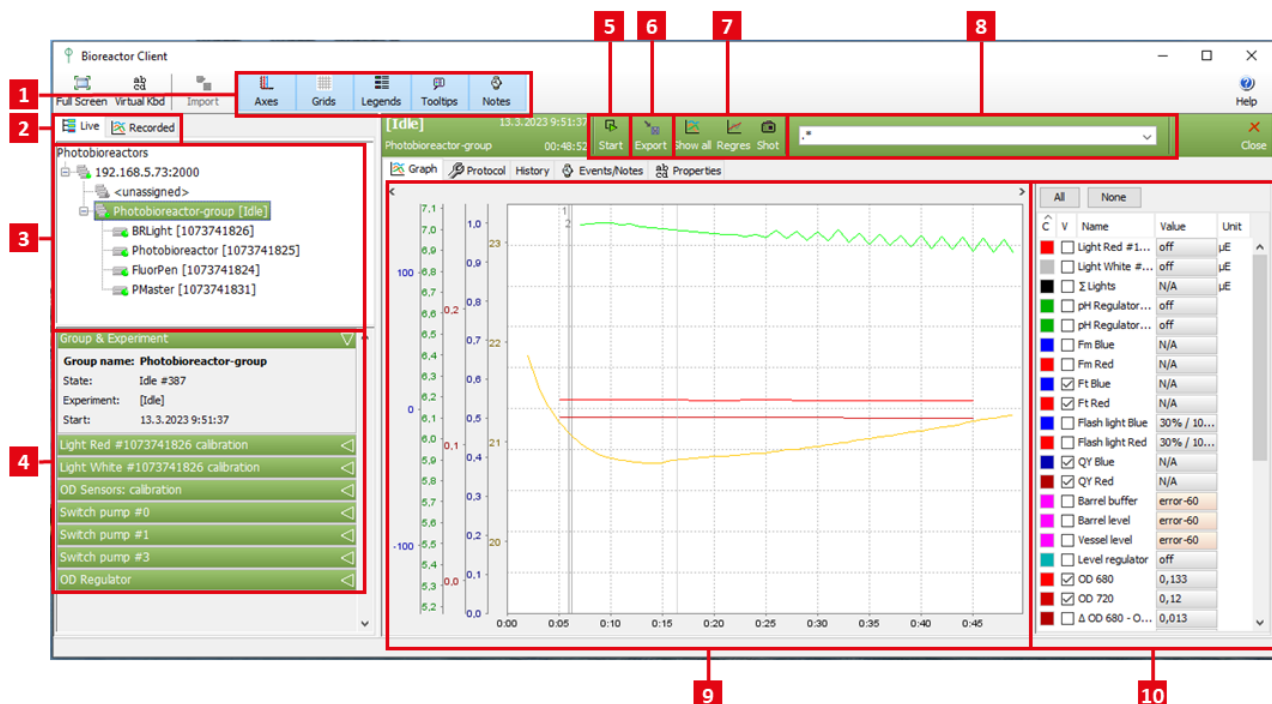 5 6 7 8
Bioreactor Client
1
Full Screen Virtual Kbd Import Axes Grids Legends Tooltips Notes Help
2
Live Recorded
[Idle] 13.3.2023 9:51:37
Photobioreactor-group 00:48:52
Start Export Show all Regres Shot .* Close
Graph Protocol History Events/Notes Properties
3
Photobioreactors
192.168.5.73:2000
<unassigned>
Photobioreactor-group [Idle]
BRLight [1073741826]
Photobioreactor [1073741825]
FluorPen [1073741824]
PMaster [1073741831]
4
Group & Experiment
Group name: Photobioreactor-group
State: Idle #387
Experiment: [Idle]
Start: 13.3.2023 9:51:37
Light Red #1073741826 calibration
Light White #1073741826 calibration
OD Sensors: calibration
Switch pump #0
Switch pump #1
Switch pump #3
OD Regulator
< >
100
0
-100
7,1
7,0
6,9
6,8
6,7
6,6
6,5
6,4
6,3
6,2
6,1
6,0
5,9
5,8
5,7
5,6
5,5
5,4
5,3
5,2
0,2
0,1
0,0
1,0
0,9
0,8
0,7
0,6
0,5
0,4
0,3
0,2
0,1
0,0
23
22
21
20
1
2
0:00 0:05 0:10 0:15 0:20 0:25 0:30 0:35 0:40 0:45
All None
C V Name Value Unit
Light Red #1... off µE
Light White #... off µE
Σ Lights N/A µE
pH Regulator... off
pH Regulator... off
Fm Blue N/A
Fm Red N/A
Ft Blue N/A
Ft Red N/A
Flash light Blue 30% / 10...
Flash light Red 30% / 10...
QY Blue N/A
QY Red N/A
Barrel buffer error-60
Barrel level error-60
Vessel level error-60
Level regulator off
OD 680 0,133
OD 720 0,12
Δ OD 680 - O... 0,013
9 10